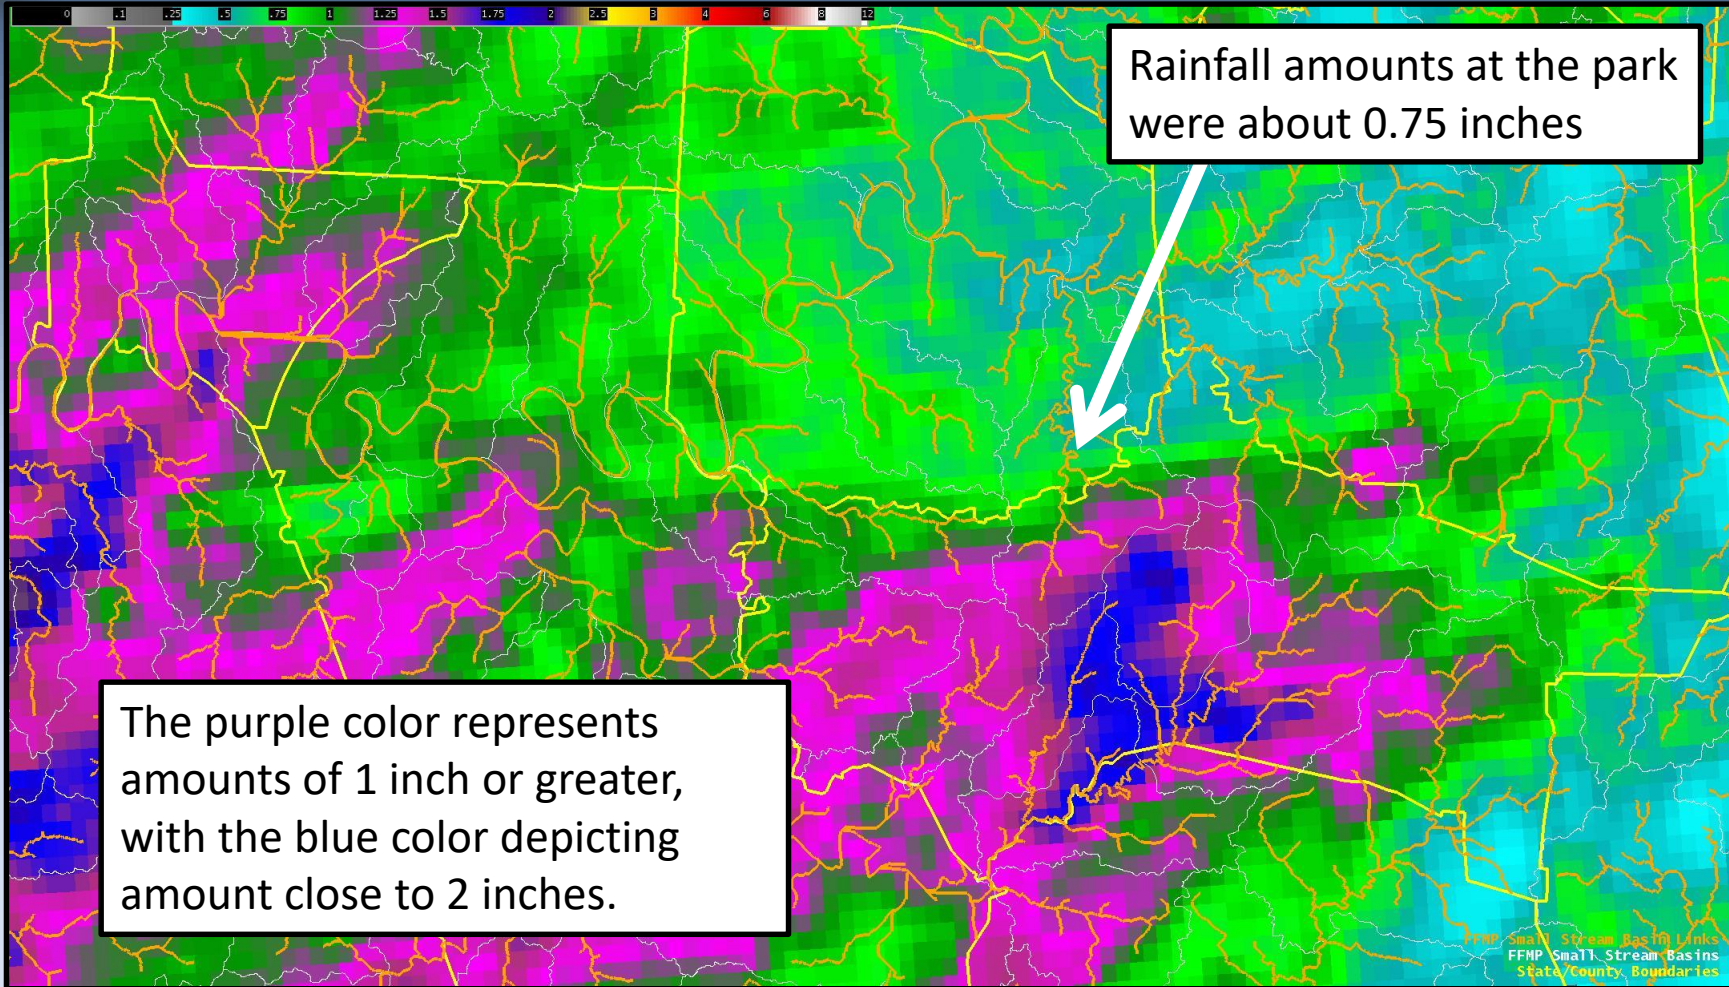 0 .1 .25 .5 .75 1 1.25 1.5 1.75 2 2.5 3 4 6 8 12
Rainfall amounts at the park
were about 0.75 inches
The purple color represents
amounts of 1 inch or greater,
with the blue color depicting
amount close to 2 inches.
FFMP Small Stream Basin Links
FFMP Small Stream Basins
State/County Boundaries